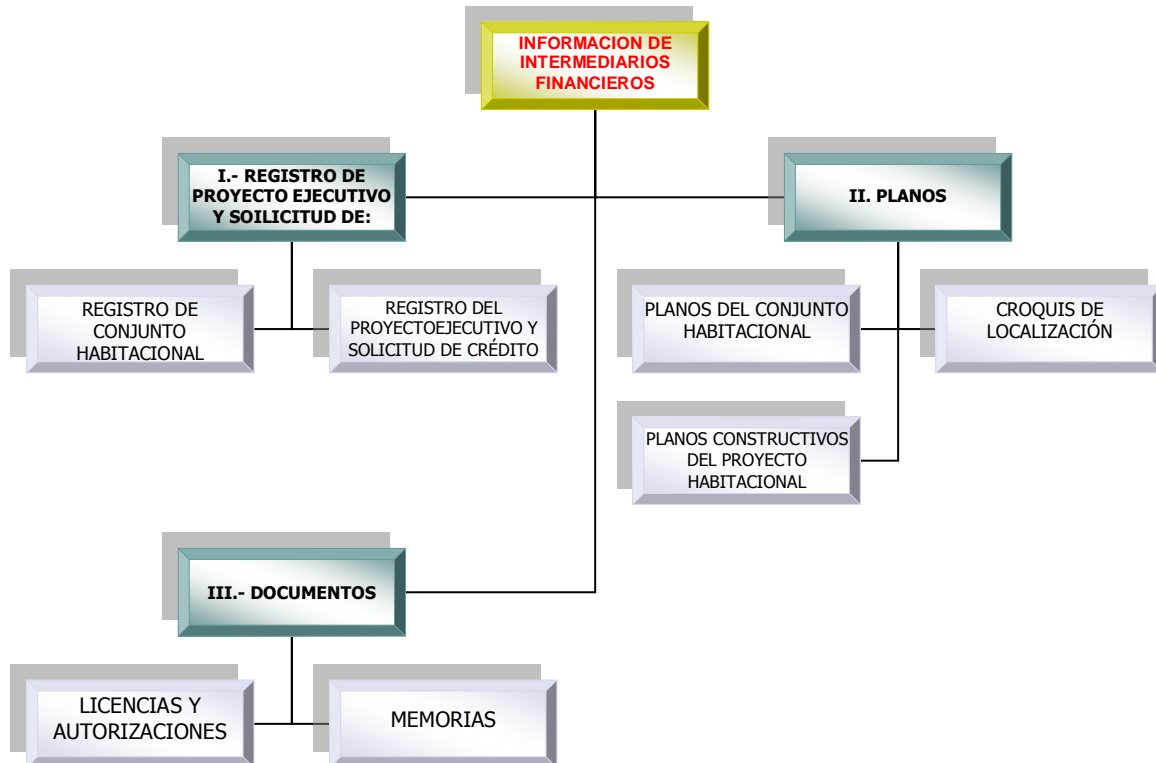 INFORMACION DE
INTERMEDIARIOS
FINANCIEROS
I.- REGISTRO DE
PROYECTO EJECUTIVO
Y SOILICITUD DE:
II. PLANOS
REGISTRO DE
CONJUNTO
HABITACIONAL
REGISTRO DEL
PROYECTOEJECUTIVO Y
SOLICITUD DE CRÉDITO
PLANOS DEL CONJUNTO
HABITACIONAL
CROQUIS DE
LOCALIZACIÓN
PLANOS CONSTRUCTIVOS
DEL PROYECTO
HABITACIONAL
III.- DOCUMENTOS
LICENCIAS Y
AUTORIZACIONES
MEMORIAS